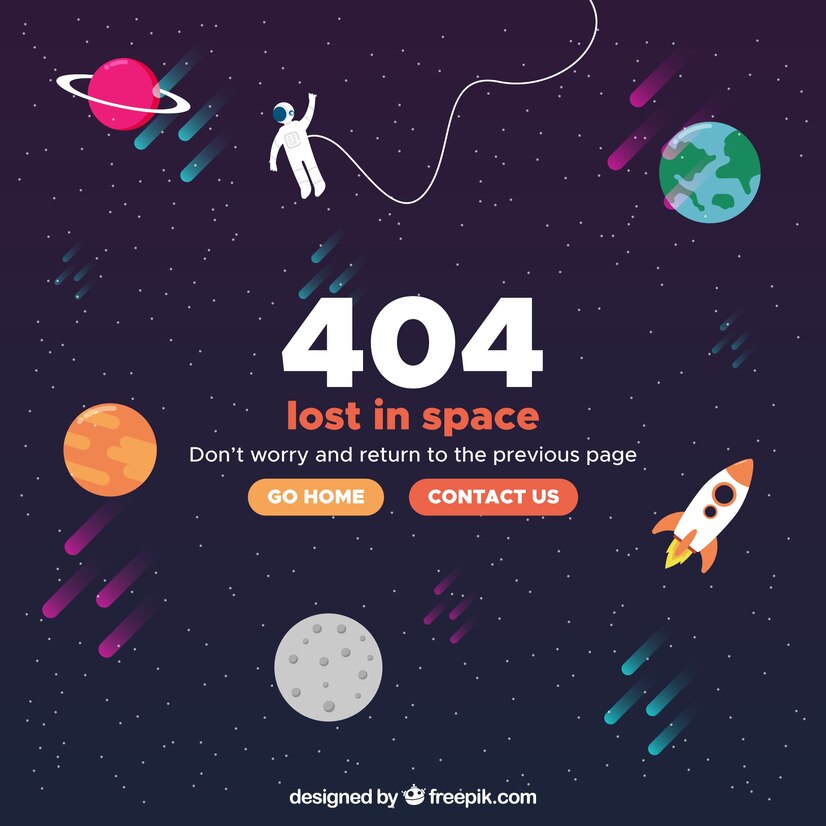 404
lost in space
Don't worry and return to the previous page
GO HOME CONTACT US
designed by freepik.com